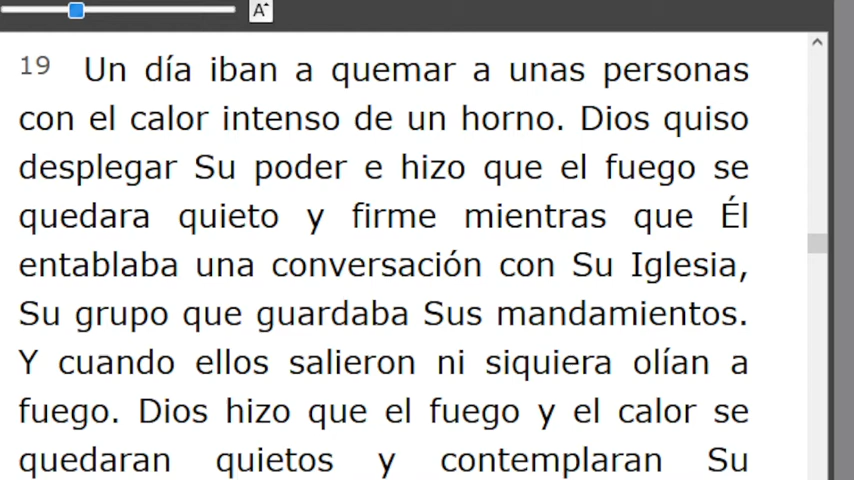 A
19 Un día iban a quemar a unas personas
con el calor intenso de un horno. Dios quiso
desplegar Su poder e hizo que el fuego se
quedara quieto y firme mientras que Él
entablaba una conversación con Su Iglesia,
Su grupo que guardaba Sus mandamientos.
Y cuando ellos salieron ni siquiera olían a
fuego. Dios hizo que el fuego y el calor se
quedaran quietos y contemplaran Su